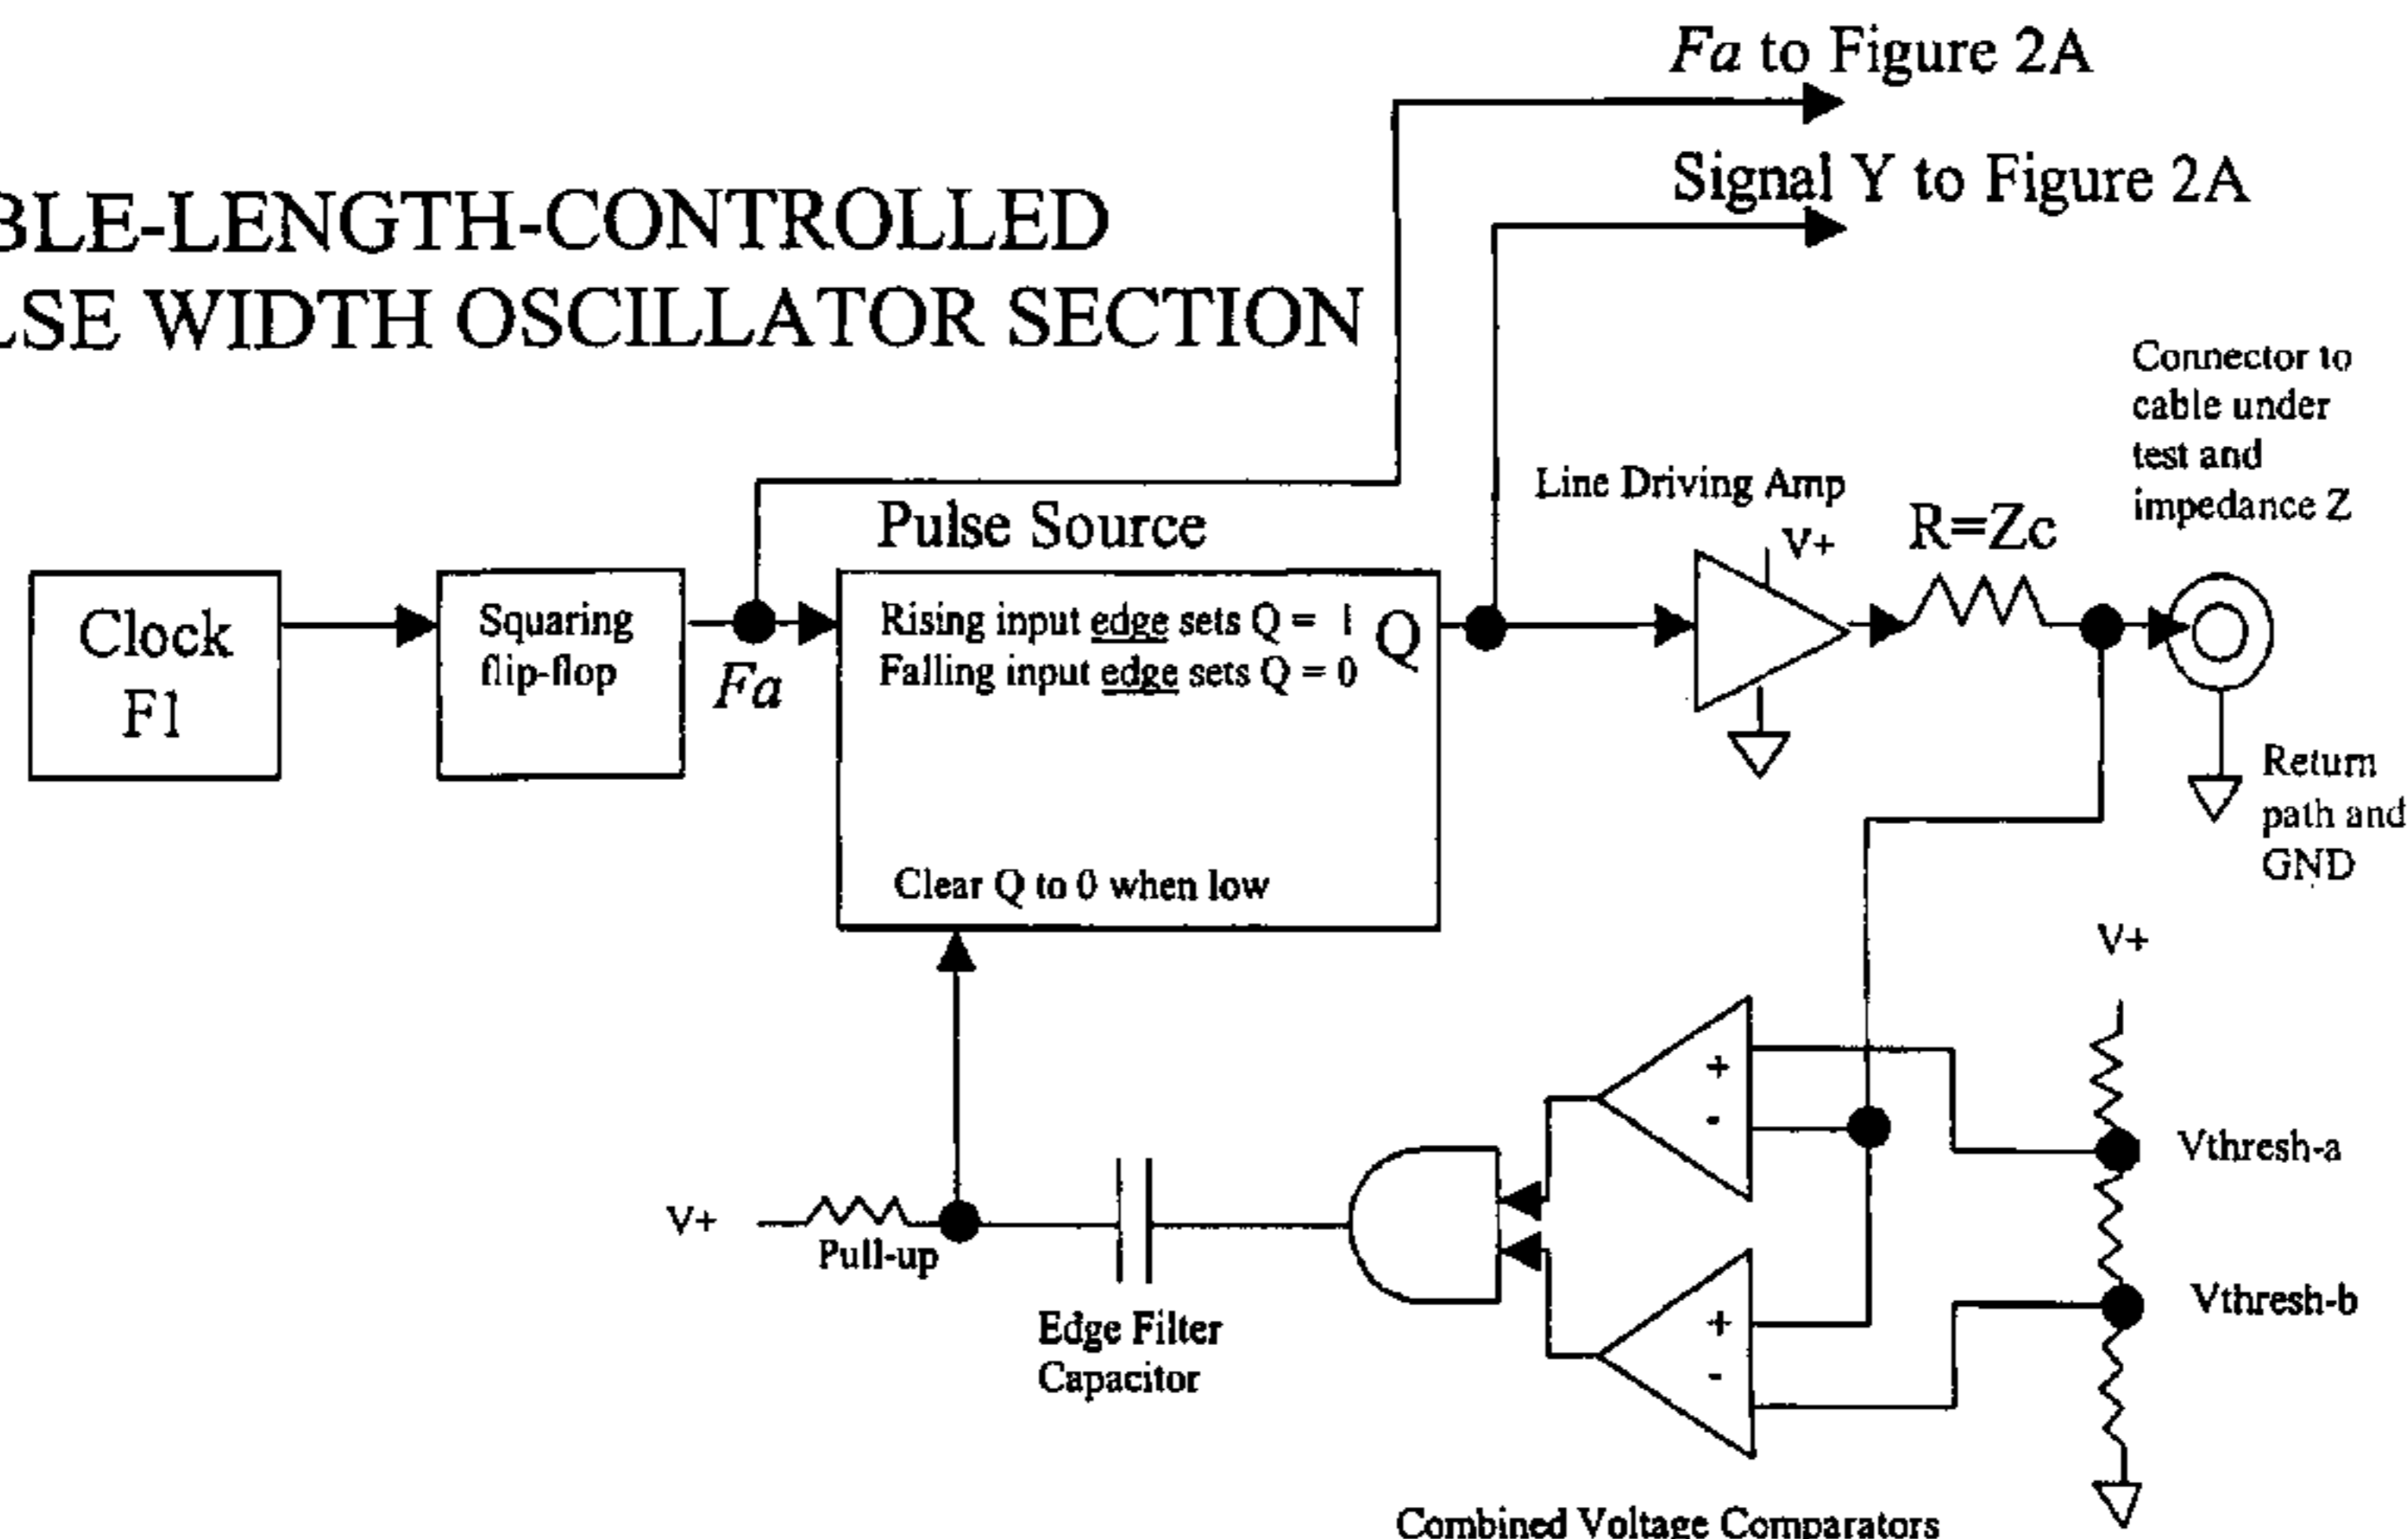 Fa to Figure 2A
Signal Y to Figure 2A
BLE-LENGTH-CONTROLLED
LSE WIDTH OSCILLATOR SECTION
Connector to
cable under
test and
impedance Z
Line Driving Amp
V+
R=Zc
Pulse Source
Clock
F1
Squaring
flip-flop
Fa
Rising input edge sets Q = 1
Falling input edge sets Q = 0
Q
Clear Q to 0 when low
Return
path and
GND
V+
+
-
Vthresh-a
V+
Pull-up
Edge Filter
Capacitor
+
-
Vthresh-b
Combined Voltage Comparators